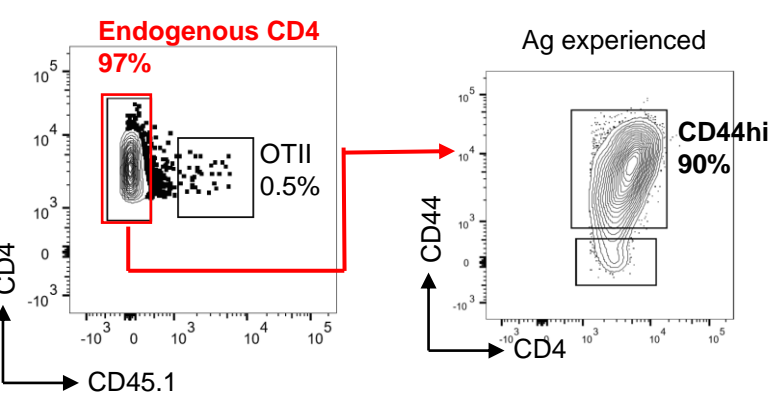 Endogenous CD4
97%
Ag experienced
10^5
10^4
10^3
0
-10^3
OTII
0.5%
CD4
-10^3 0 10^3 10^4 10^5
CD45.1
10^5
10^4
10^3
0
-10^3
CD44hi
90%
CD44
-10^3 0 10^3 10^4 10^5
CD4